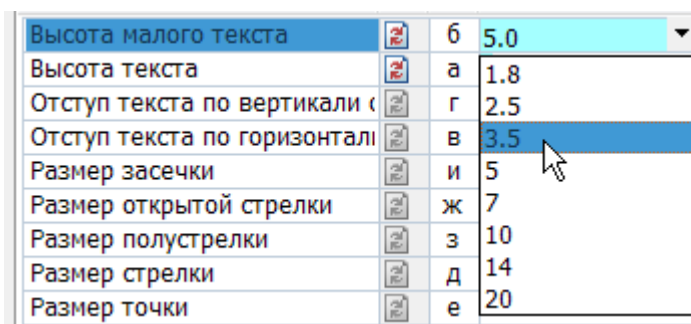 Высота малого текста б 5.0
Высота текста а 1.8
Отступ текста по вертикали г 2.5
Отступ текста по горизонтал в 3.5
Размер засечки и 5
Размер открытой стрелки ж 7
Размер полустрелки з 10
Размер стрелки д 14
Размер точки е 20